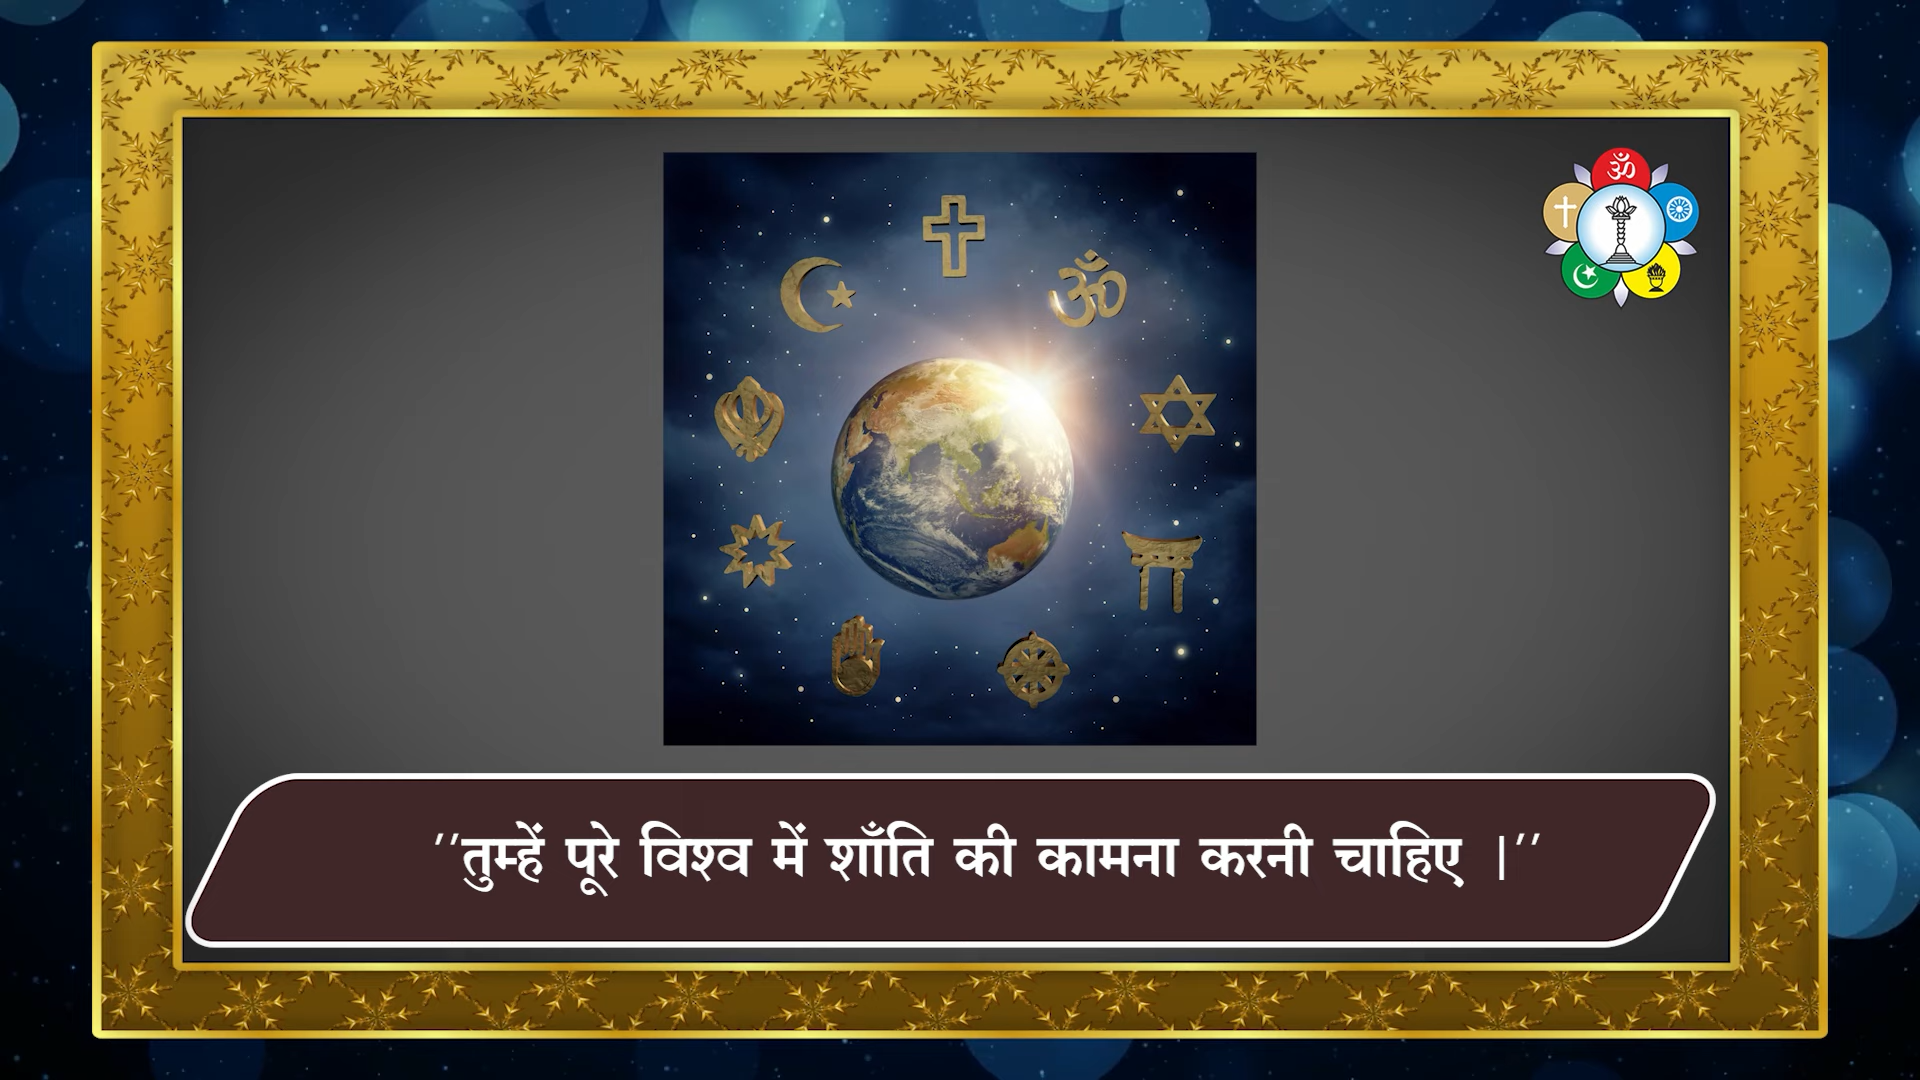 ॐ
ॐ
''तुम्हें पूरे विश्व में शाँति की कामना करनी चाहिए ।''